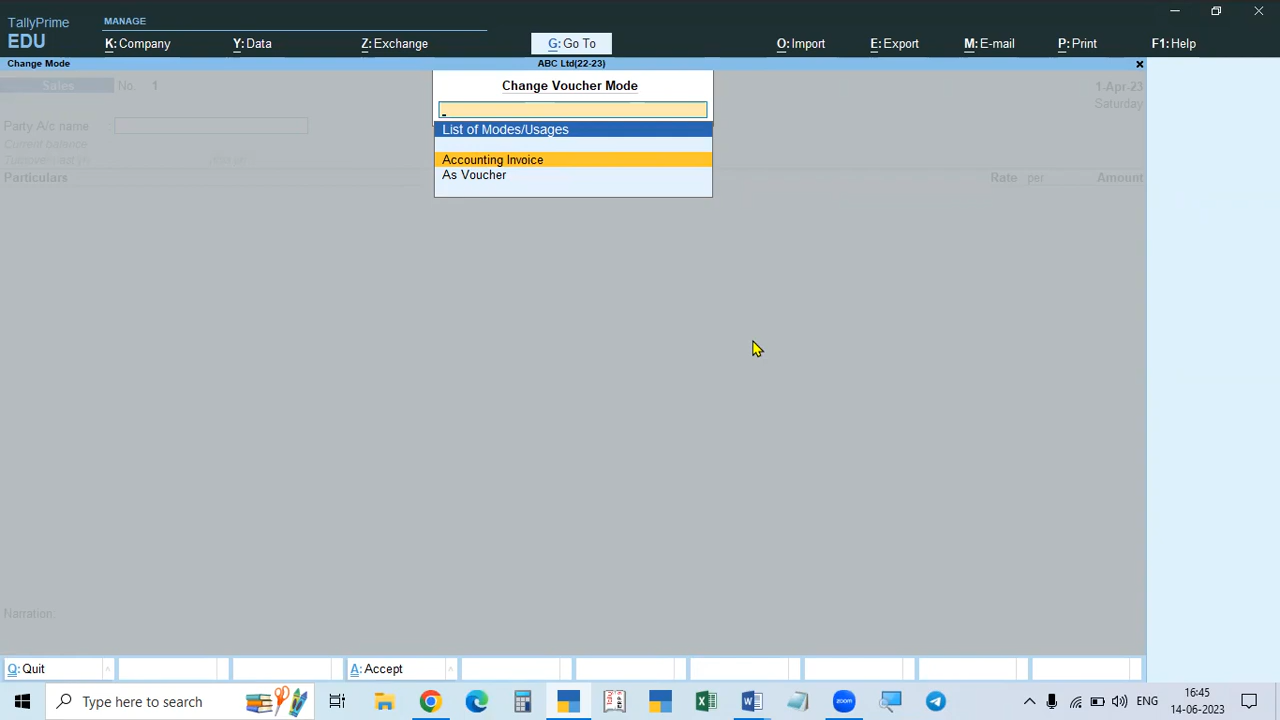 TallyPrime
EDU
MANAGE
K:Company
Y:Data
Z:Exchange
G:Go To
O:Import
E:Export
M:E-mail
P:Print
F1:Help
Change Mode
ABC Ltd(22-23)
×
Change Voucher Mode
Sales
No. 1
1-Apr-23
Saturday
Party A/c name
Current balance
List of Modes/Usages
Accounting Invoice
As Voucher
Particulars
Rate per
Amount
Narration:
Q:Quit
A:Accept
Type here to search
ENG
16:45
14-06-2023